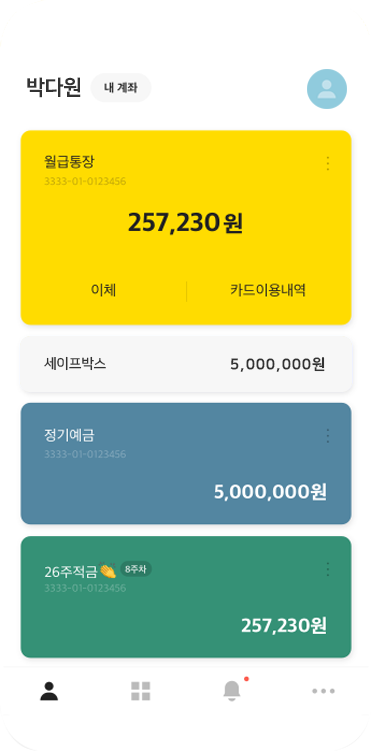 박다원 내 계좌
월급통장
3333-01-0123456
257,230원
이체 카드이용내역
세이프박스 5,000,000원
정기예금
3333-01-0123456
5,000,000원
26주적금👏 8주차
3333-01-0123456
257,230원